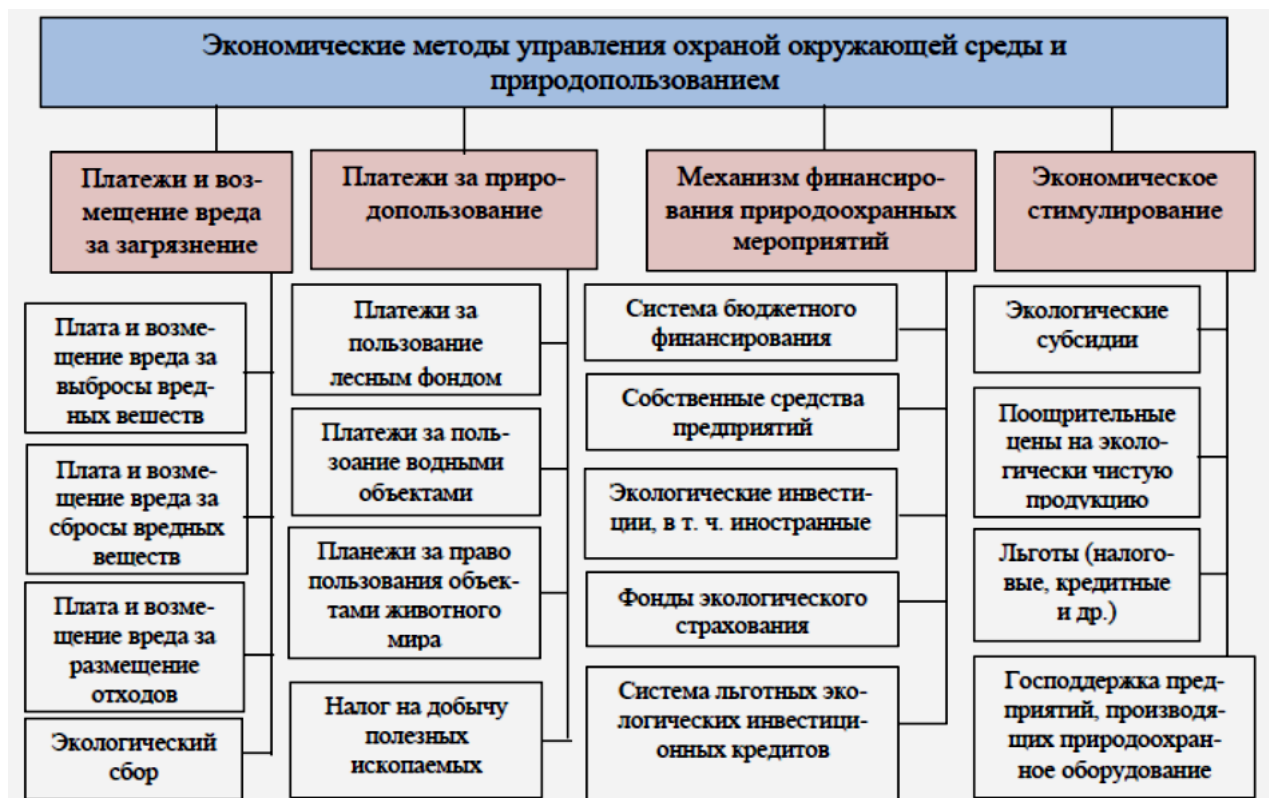 Экономические методы управления охраной окружающей среды и
природопользованием
Платежи и воз-
мещение вреда
за загрязнение
Плата и возме-
щение вреда за
выбросы вред-
ных вешеств
Плата и возме-
щение вреда за
сбросы вредных
веществ
Плата и возме-
щение вреда за
размещение
отходов
Экологический
сбор
Платежи за приро-
допользование
Платежи за
пользование
лесным фондом
Платежи за поль-
зоание водными
объектами
Планежи за право
пользования объек-
тами животного
мира
Налог на добычу
полезных
ископаемых
Механизм финансиро-
вания природоохранных
мероприятий
Система бюджетного
финансирования
Собственные средства
предприятий
Экологические инвести-
ции, в т. ч. иностранные
Фонды экологического
страхования
Система льготных эко-
логических инвестици-
онных кредитов
Экономическое
стимулирование
Экологические
субсидии
Поощрительные
цены на эколо-
гически чистую
продукцию
Льготы (налого-
вые, кредитные
и др.)
Господдержка пред-
приятий, производя-
щих природоохран-
ное оборудование